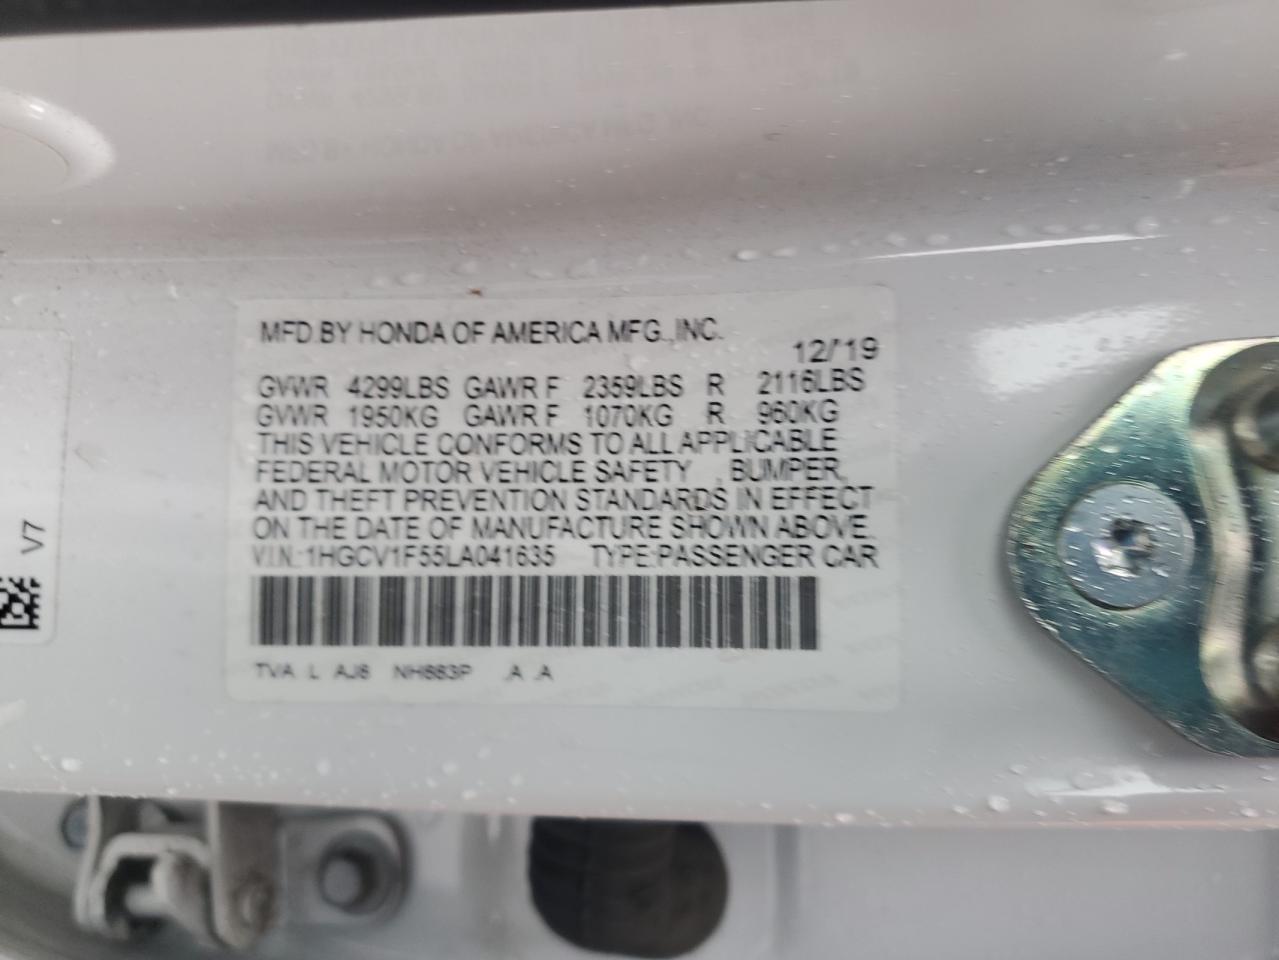 MFD.BY HONDA OF AMERICA MFG.,INC.
12/'19
GVWR 4299LBS GAWR F 2359LBS R 2116LBS
GVWR 1950KG GAWR F 1070KG R 960KG
THIS VEHICLE CONFORMS TO ALL APPLICABLE
FEDERAL MOTOR VEHICLE SAFETY , BUMPER,
AND THEFT PREVENTION STANDARDS IN EFFECT
ON THE DATE OF MANUFACTURE SHOWN ABOVE.
V.I.N.:1HGCV1F55LA041635 TYPE:PASSENGER CAR
TVA L AJ6 NH883P .A .A
V7